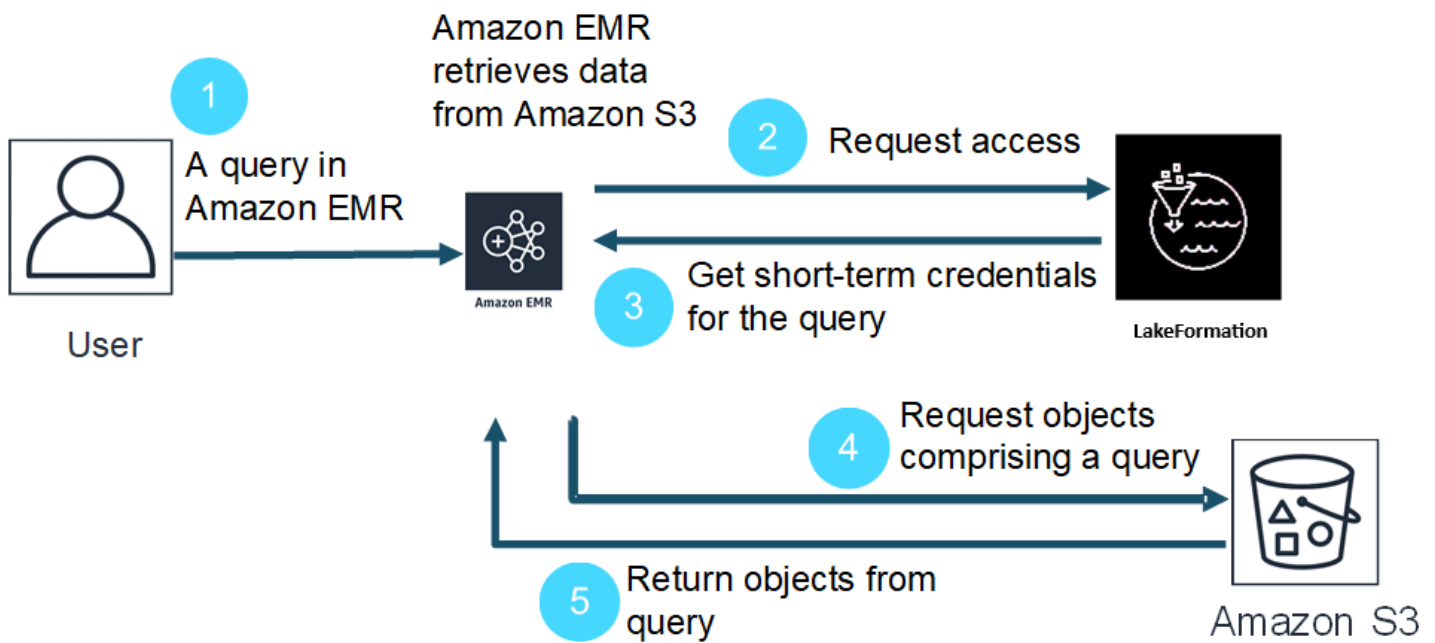 Amazon EMR
retrieves data
from Amazon S3
1
A query in
Amazon EMR
User
Amazon EMR
2
Request access
3
Get short-term credentials
for the query
LakeFormation
4
Request objects
comprising a query
5
Return objects from
query
Amazon S3